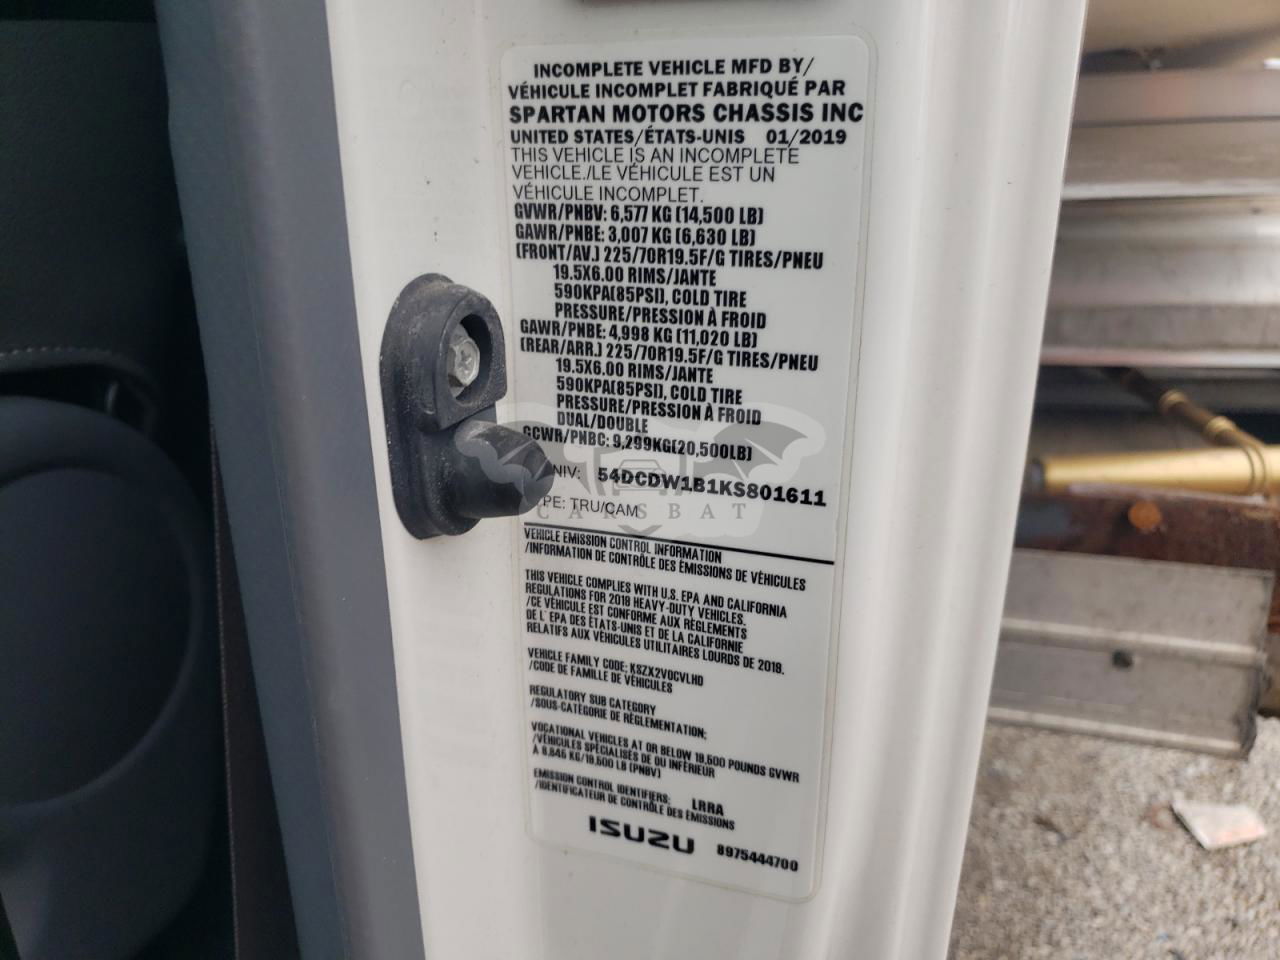 INCOMPLETE VEHICLE MFD BY/
VÉHICULE INCOMPLET FABRIQUÉ PAR
SPARTAN MOTORS CHASSIS INC
UNITED STATES/ÉTATS-UNIS 01/2019
THIS VEHICLE IS AN INCOMPLETE
VEHICLE./LE VÉHICULE EST UN
VÉHICULE INCOMPLET.
GVWR/PNBV: 6,577 KG (14,500 LB)
GAWR/PNBE: 3,007 KG (6,630 LB)
(FRONT/AV.) 225/70R19.5F/G TIRES/PNEU
19.5X6.00 RIMS/JANTE
590KPA(85PSI), COLD TIRE
PRESSURE/PRESSION À FROID
GAWR/PNBE: 4,998 KG (11,020 LB)
(REAR/ARR.) 225/70R19.5F/G TIRES/PNEU
19.5X6.00 RIMS/JANTE
590KPA(85PSI), COLD TIRE
PRESSURE/PRESSION À FROID
DUAL/DOUBLE
GCWR/PNBC: 9,299KG(20,500LB)
NIV: 54DCDW1B1KS801611
TRU/CAM
CARSBAT
VEHICLE EMISSION CONTROL INFORMATION
/INFORMATION DE CONTRÔLE DES ÉMISSIONS DE VÉHICULES
THIS VEHICLE COMPLIES WITH U.S. EPA AND CALIFORNIA
REGULATIONS FOR 2019 HEAVY-DUTY VEHICLES.
/CE VÉHICULE EST CONFORME AUX RÈGLEMENTS
DE L'EPA DES ÉTATS-UNIS ET DE LA CALIFORNIE
RELATIFS AUX VÉHICULES UTILITAIRES LOURDS DE 2019.
VEHICLE FAMILY CODE: KSZX2VOCVLHD
/CODE DE FAMILLE DE VÉHICULES
REGULATORY SUB CATEGORY
/SOUS-CATÉGORIE DE RÈGLEMENTATION:
VOCATIONAL VEHICLES AT OR BELOW 19,500 POUNDS GVWR
/VÉHICULES SPÉCIALISÉS DE OU INFÉRIEUR
À 8,845 KG/19,500 LB (PNBV)
EMISSION CONTROL IDENTIFIERS: LRRA
/IDENTIFICATEUR DE CONTRÔLE DES ÉMISSIONS
ISUZU 8975444700